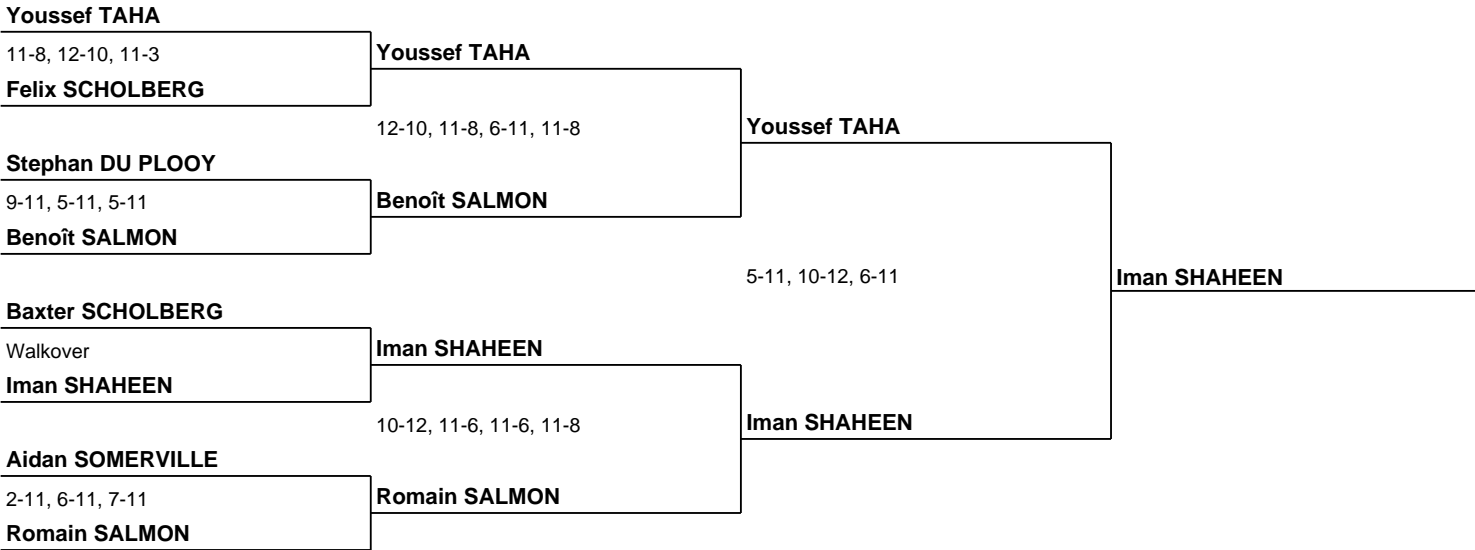 Youssef TAHA
11-8, 12-10, 11-3
Felix SCHOLBERG
Stephan DU PLOOY
9-11, 5-11, 5-11
Benoît SALMON
Baxter SCHOLBERG
Walkover
Iman SHAHEEN
Aidan SOMERVILLE
2-11, 6-11, 7-11
Romain SALMON
Youssef TAHA
12-10, 11-8, 6-11, 11-8
Benoît SALMON
Iman SHAHEEN
10-12, 11-6, 11-6, 11-8
Romain SALMON
Youssef TAHA
5-11, 10-12, 6-11
Iman SHAHEEN
Iman SHAHEEN